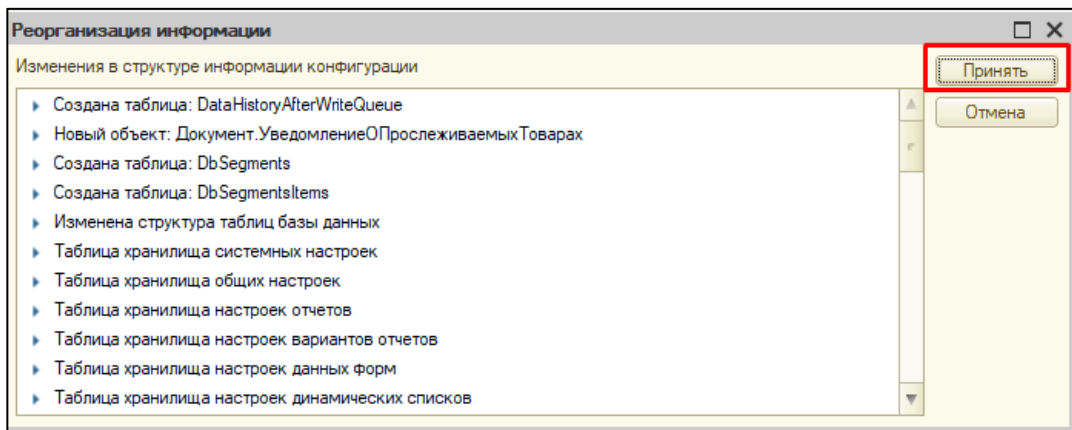 Реорганизация информации
Изменения в структуре информации конфигурации
Принять
Отмена
Создана таблица: DataHistoryAfterWriteQueue
Новый объект: Документ.УведомлениеОПрослеживаемыхТоварах
Создана таблица: DbSegments
Создана таблица: DbSegmentsItems
Изменена структура таблиц базы данных
Таблица хранилища системных настроек
Таблица хранилища общих настроек
Таблица хранилища настроек отчетов
Таблица хранилища настроек вариантов отчетов
Таблица хранилища настроек данных форм
Таблица хранилища настроек динамических списков